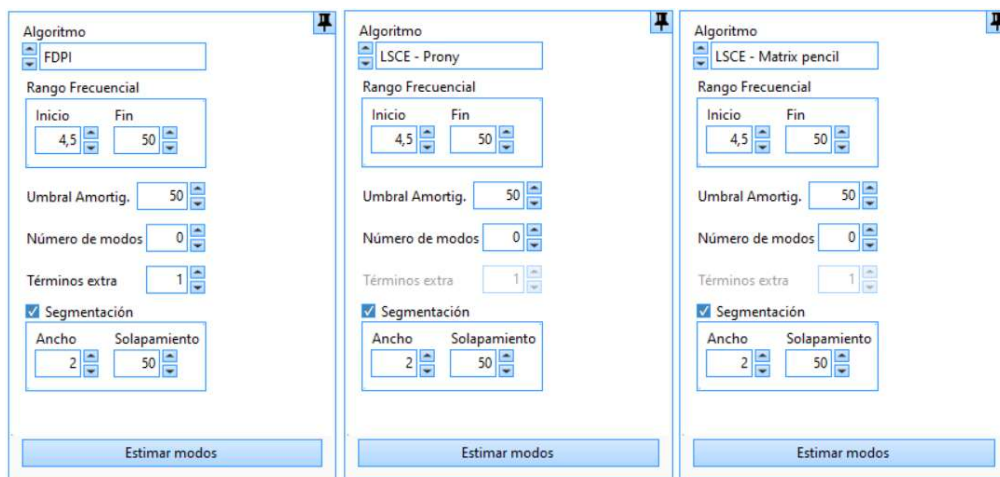 Algoritmo
FDPI
Rango Frecuencial
Inicio Fin
4,5 50
Umbral Amortig. 50
Número de modos 0
Términos extra 1
Segmentación
Ancho Solapamiento
2 50
Estimar modos
Algoritmo
LSCE - Prony
Rango Frecuencial
Inicio Fin
4,5 50
Umbral Amortig. 50
Número de modos 0
Términos extra 1
Segmentación
Ancho Solapamiento
2 50
Estimar modos
Algoritmo
LSCE - Matrix pencil
Rango Frecuencial
Inicio Fin
4,5 50
Umbral Amortig. 50
Número de modos 0
Términos extra 1
Segmentación
Ancho Solapamiento
2 50
Estimar modos